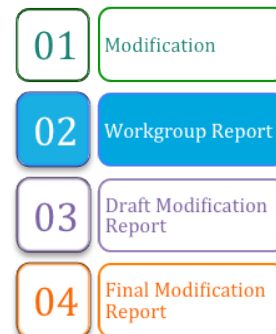 01 Modification
02 Workgroup Report
03 Draft Modification
Report
04 Final Modification
Report